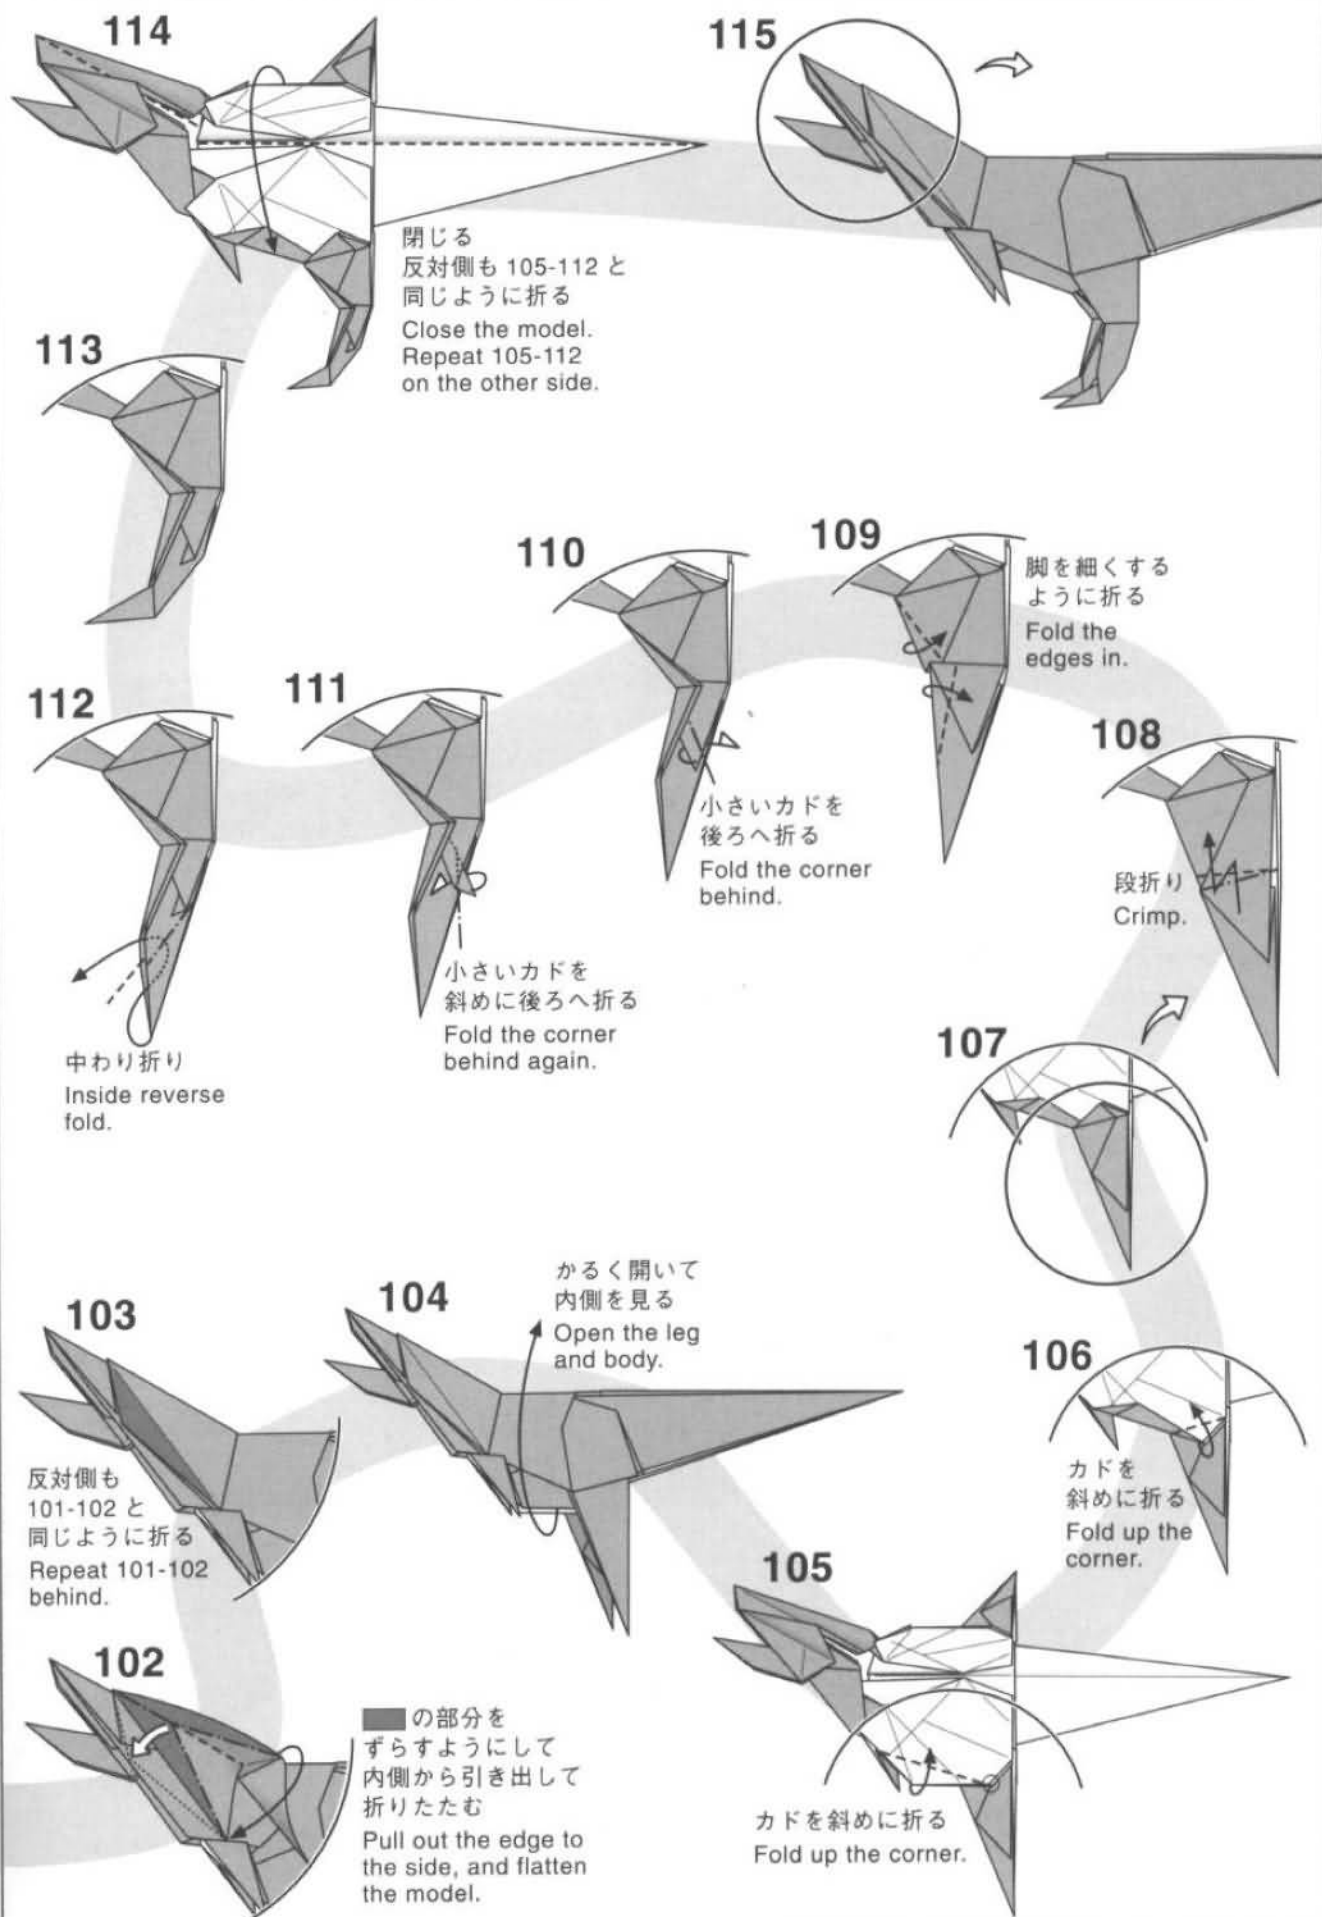 114
閉じる
反対側も 105-112 と
同じように折る
Close the model.
Repeat 105-112
on the other side.
115
113
110
109
脚を細くする
ように折る
Fold the
edges in.
112
中わり折り
Inside reverse
fold.
111
小さいカドを
斜めに後ろへ折る
Fold the corner
behind again.
小さいカドを
後ろへ折る
Fold the corner
behind.
108
段折り
Crimp.
107
103
反対側も
101-102 と
同じように折る
Repeat 101-102
behind.
104
かるく開いて
内側を見る
Open the leg
and body.
106
カドを
斜めに折る
Fold up the
corner.
105
カドを斜めに折る
Fold up the corner.
102
の部分を
ずらすようにして
内側から引き出して
折りたたむ
Pull out the edge to
the side, and flatten
the model.